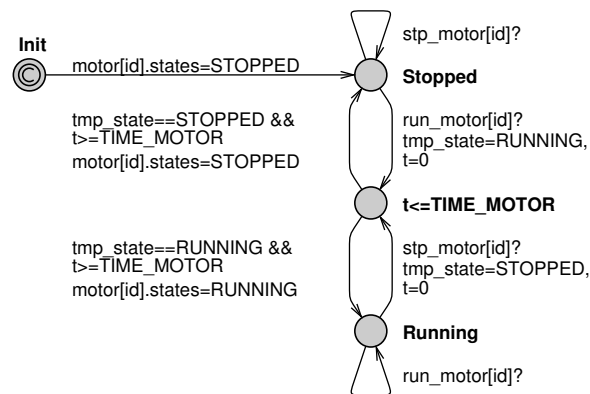 Init
stp_motor[id]?
motor[id].states=STOPPED
Stopped
tmp_state==STOPPED &&
t>=TIME_MOTOR
motor[id].states=STOPPED
run_motor[id]?
tmp_state=RUNNING,
t=0
t<=TIME_MOTOR
tmp_state==RUNNING &&
t>=TIME_MOTOR
motor[id].states=RUNNING
stp_motor[id]?
tmp_state=STOPPED,
t=0
Running
run_motor[id]?